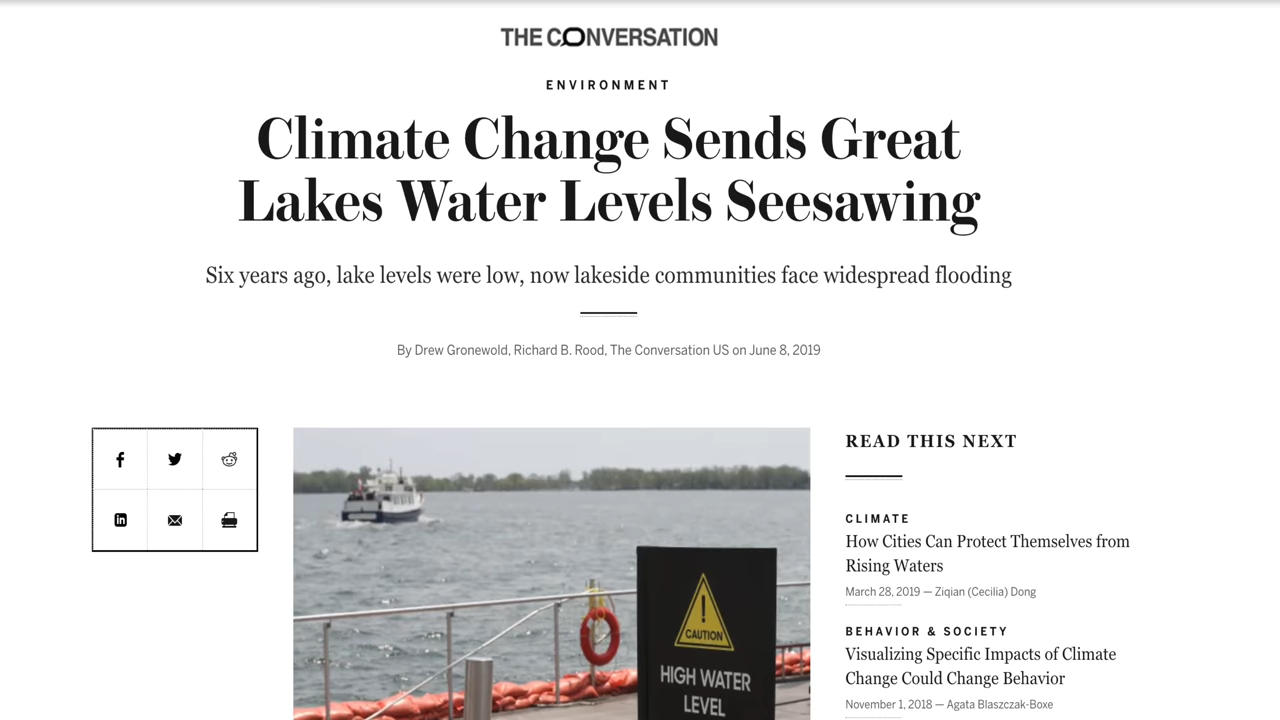 THE CONVERSATION
ENVIRONMENT
Climate Change Sends Great
Lakes Water Levels Seesawing
Six years ago, lake levels were low, now lakeside communities face widespread flooding
By Drew Gronewold, Richard B. Rood, The Conversation US on June 8, 2019
CAUTION
HIGH WATER
LEVEL
READ THIS NEXT
CLIMATE
How Cities Can Protect Themselves from
Rising Waters
March 28, 2019 — Ziqian (Cecilia) Dong
BEHAVIOR & SOCIETY
Visualizing Specific Impacts of Climate
Change Could Change Behavior
November 1, 2018 — Agata Blaszczak-Boxe